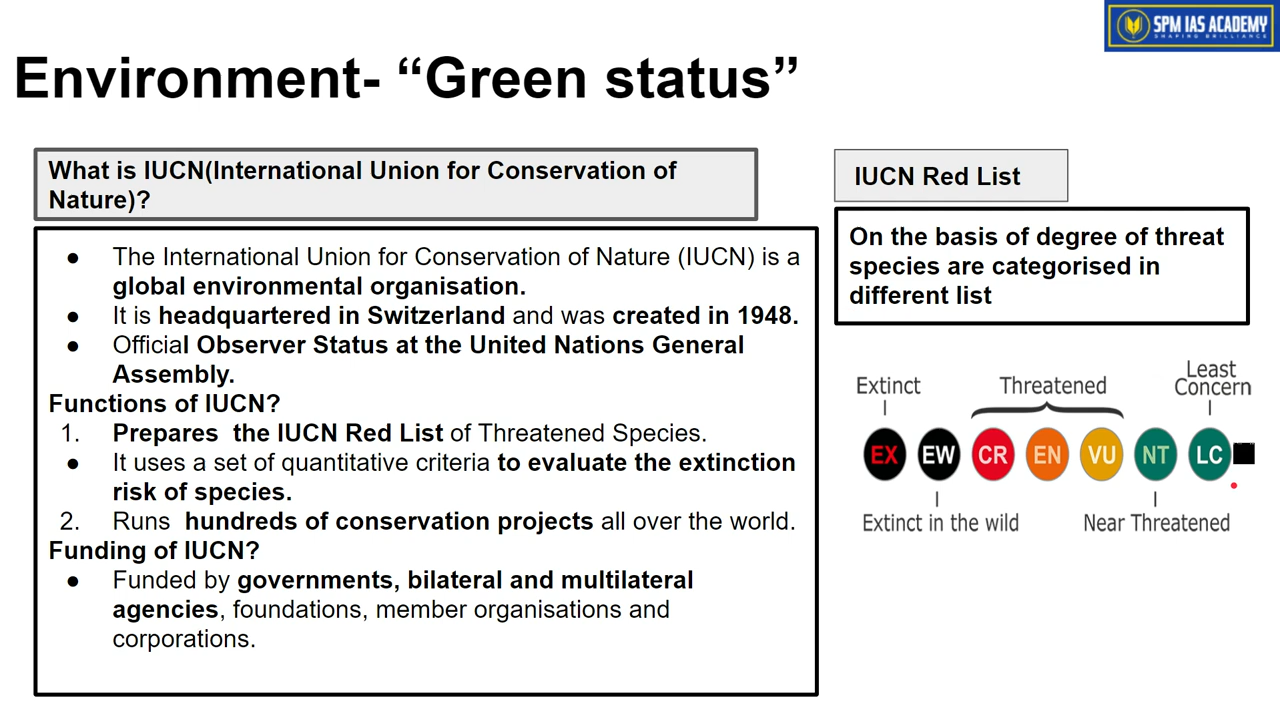 SPM IAS ACADEMY
SHAPING BRILLIANCE
Environment- “Green status”
What is IUCN(International Union for Conservation of
Nature)?
● The International Union for Conservation of Nature (IUCN) is a
global environmental organisation.
● It is headquartered in Switzerland and was created in 1948.
● Official Observer Status at the United Nations General
Assembly.
Functions of IUCN?
1. Prepares the IUCN Red List of Threatened Species.
● It uses a set of quantitative criteria to evaluate the extinction
risk of species.
2. Runs hundreds of conservation projects all over the world.
Funding of IUCN?
● Funded by governments, bilateral and multilateral
agencies, foundations, member organisations and
corporations.
IUCN Red List
On the basis of degree of threat
species are categorised in
different list
Extinct
Threatened
Least
Concern
EX EW CR EN VU NT LC
Extinct in the wild
Near Threatened